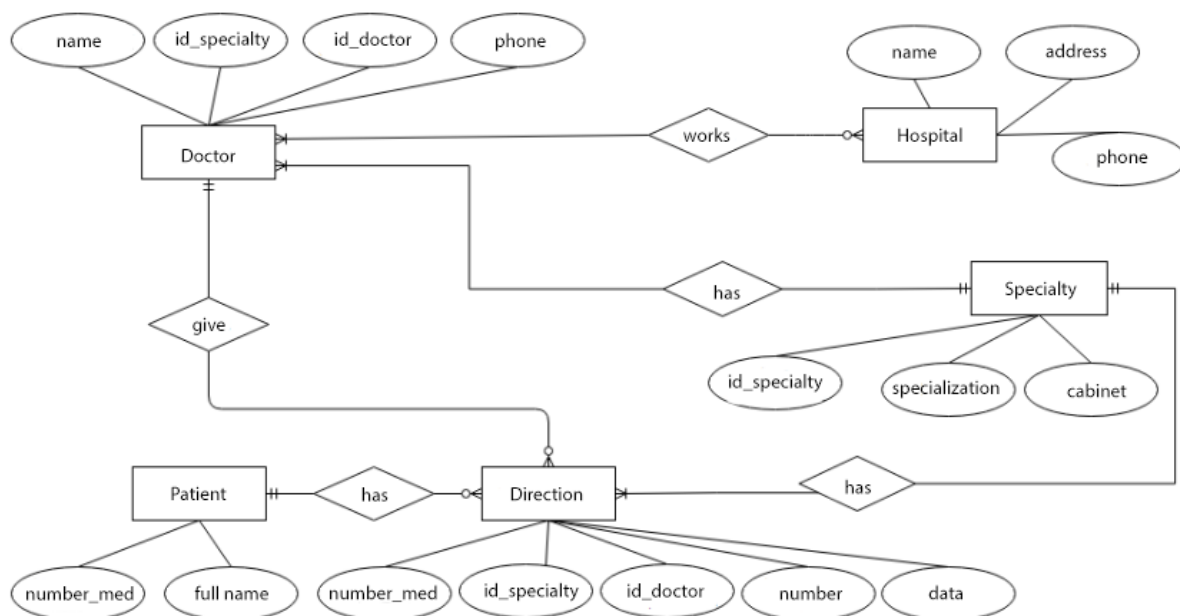 name
id_specialty
id_doctor
phone
name
address
Doctor
works
Hospital
phone
has
Specialty
give
id_specialty
specialization
cabinet
Patient
has
Direction
has
number_med
full name
number_med
id_specialty
id_doctor
number
data